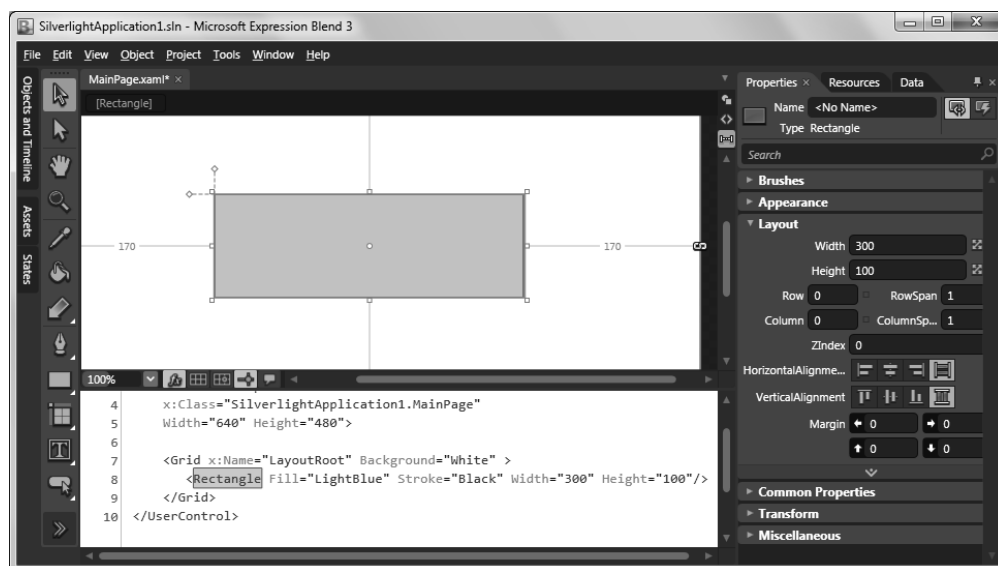 SilverlightApplication1.sln - Microsoft Expression Blend 3
File Edit View Object Project Tools Window Help
Objects and Timeline
Assets
States
MainPage.xaml* ×
[Rectangle]
170
170
100%
4 x:Class="SilverlightApplication1.MainPage"
5 Width="640" Height="480">
6
7 <Grid x:Name="LayoutRoot" Background="White" >
8 <Rectangle Fill="LightBlue" Stroke="Black" Width="300" Height="100"/>
9 </Grid>
10 </UserControl>
Properties × Resources Data
Name <No Name>
Type Rectangle
Search
Brushes
Appearance
Layout
Width 300
Height 100
Row 0 RowSpan 1
Column 0 ColumnSp... 1
ZIndex 0
HorizontalAlignme...
VerticalAlignment
Margin 0 0
0 0
Common Properties
Transform
Miscellaneous